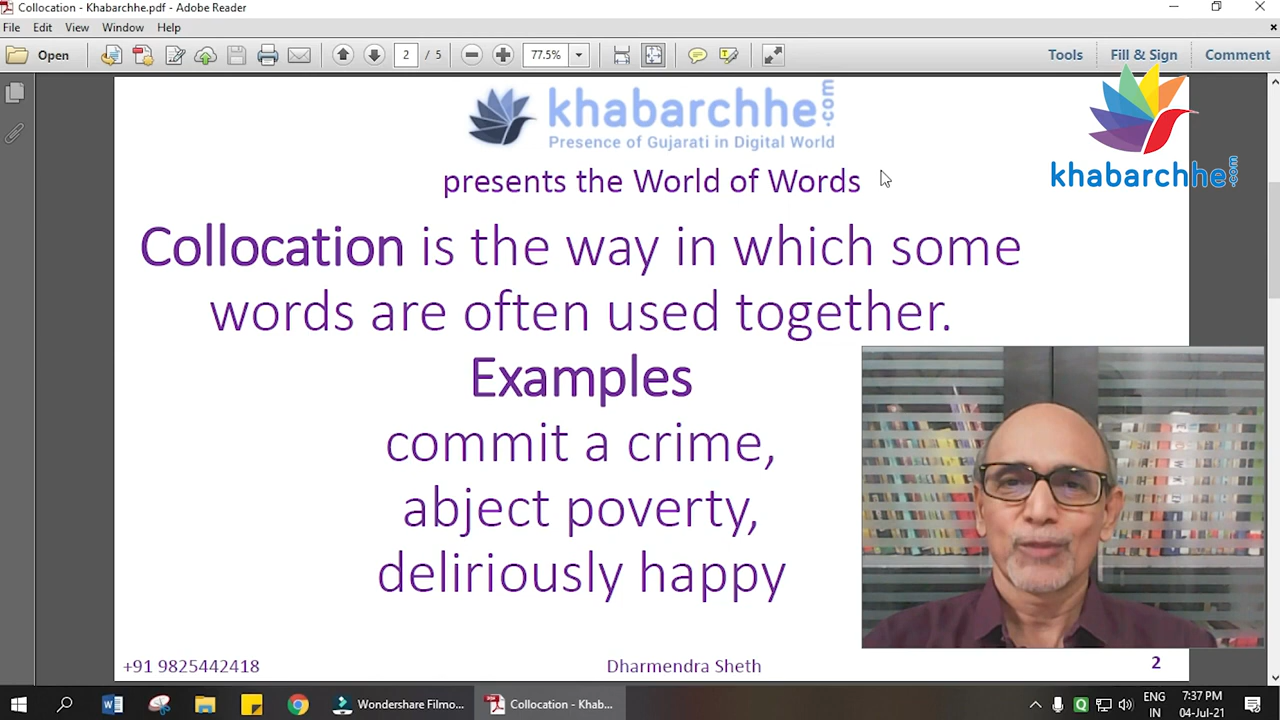 Collocation - Khabarchhe.pdf - Adobe Reader
File Edit View Window Help
Open 2 / 5 77.5% Tools Fill & Sign Comment
khabarchhe.com
Presence of Gujarati in Digital World
khabarchhe.com
presents the World of Words
Collocation is the way in which some
words are often used together.
Examples
commit a crime,
abject poverty,
deliriously happy
+91 9825442418 Dharmendra Sheth 2
Wondershare Filmo... Collocation - Khab... ENG 7:37 PM
IN 04-Jul-21